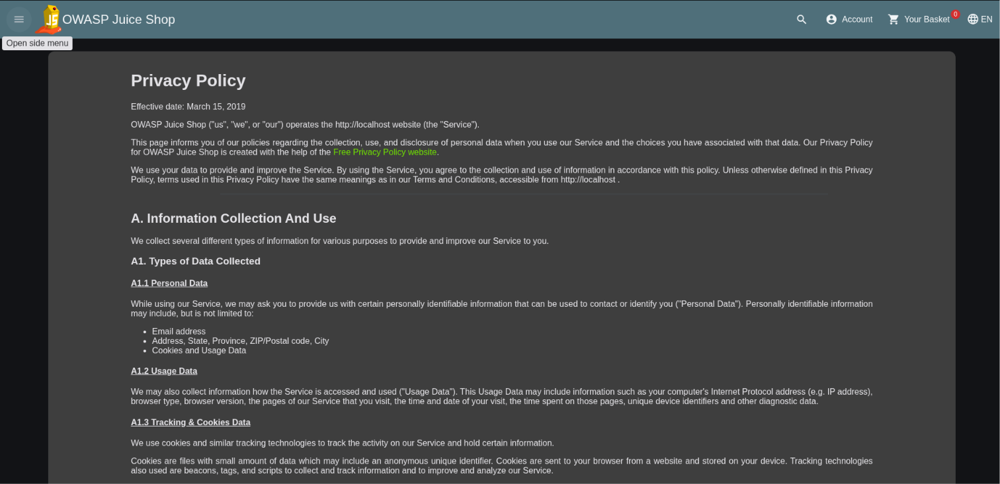 OWASP Juice Shop
Account
Your Basket
0
EN
Open side menu
Privacy Policy
Effective date: March 15, 2019
OWASP Juice Shop ("us", "we", or "our") operates the http://localhost website (the "Service").
This page informs you of our policies regarding the collection, use, and disclosure of personal data when you use our Service and the choices you have associated with that data. Our Privacy Policy
for OWASP Juice Shop is created with the help of the Free Privacy Policy website.
We use your data to provide and improve the Service. By using the Service, you agree to the collection and use of information in accordance with this policy. Unless otherwise defined in this Privacy
Policy, terms used in this Privacy Policy have the same meanings as in our Terms and Conditions, accessible from http://localhost .
A. Information Collection And Use
We collect several different types of information for various purposes to provide and improve our Service to you.
A1. Types of Data Collected
A1.1 Personal Data
While using our Service, we may ask you to provide us with certain personally identifiable information that can be used to contact or identify you ("Personal Data"). Personally identifiable information
may include, but is not limited to:
• Email address
• Address, State, Province, ZIP/Postal code, City
• Cookies and Usage Data
A1.2 Usage Data
We may also collect information how the Service is accessed and used ("Usage Data"). This Usage Data may include information such as your computer's Internet Protocol address (e.g. IP address),
browser type, browser version, the pages of our Service that you visit, the time and date of your visit, the time spent on those pages, unique device identifiers and other diagnostic data.
A1.3 Tracking & Cookies Data
We use cookies and similar tracking technologies to track the activity on our Service and hold certain information.
Cookies are files with small amount of data which may include an anonymous unique identifier. Cookies are sent to your browser from a website and stored on your device. Tracking technologies
also used are beacons, tags, and scripts to collect and track information and to improve and analyze our Service.